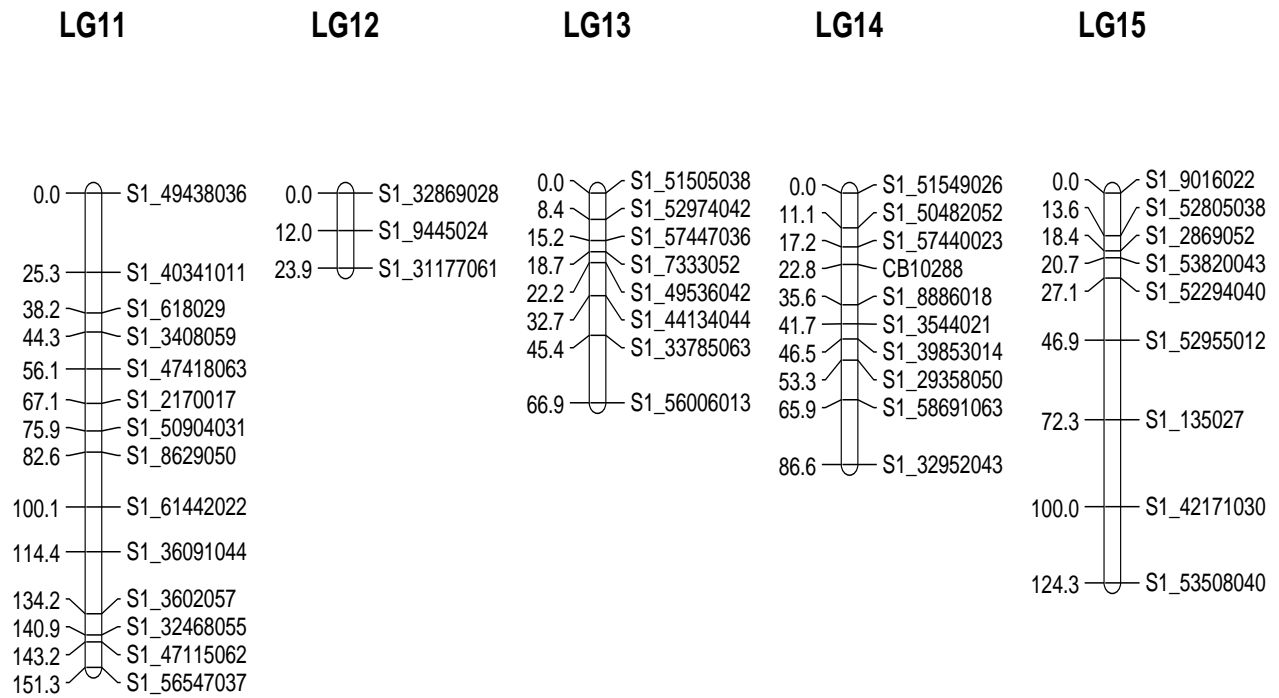 LG11
0.0 S1_49438036
25.3 S1_40341011
38.2 S1_618029
44.3 S1_3408059
56.1 S1_47418063
67.1 S1_2170017
75.9 S1_50904031
82.6 S1_8629050
100.1 S1_61442022
114.4 S1_36091044
134.2 S1_3602057
140.9 S1_32468055
143.2 S1_47115062
151.3 S1_56547037
LG12
0.0 S1_32869028
12.0 S1_9445024
23.9 S1_31177061
LG13
0.0 S1_51505038
8.4 S1_52974042
15.2 S1_57447036
18.7 S1_7333052
22.2 S1_49536042
32.7 S1_44134044
45.4 S1_33785063
66.9 S1_56006013
LG14
0.0 S1_51549026
11.1 S1_50482052
17.2 S1_57440023
22.8 CB10288
35.6 S1_8886018
41.7 S1_3544021
46.5 S1_39853014
53.3 S1_29358050
65.9 S1_58691063
86.6 S1_32952043
LG15
0.0 S1_9016022
13.6 S1_52805038
18.4 S1_2869052
20.7 S1_53820043
27.1 S1_52294040
46.9 S1_52955012
72.3 S1_135027
100.0 S1_42171030
124.3 S1_53508040